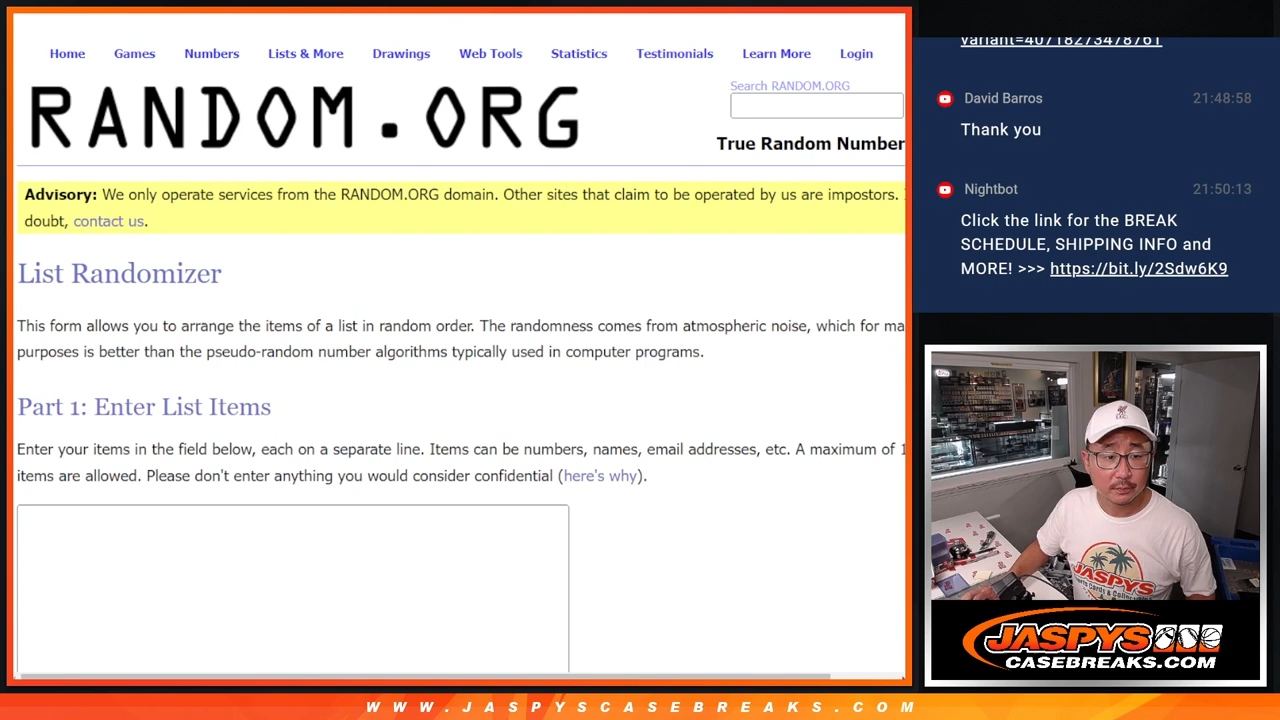 Home Games Numbers Lists & More Drawings Web Tools Statistics Testimonials Learn More Login
RANDOM.ORG
Search RANDOM.ORG
True Random Number
Advisory: We only operate services from the RANDOM.ORG domain. Other sites that claim to be operated by us are impostors.
doubt, contact us.
List Randomizer
This form allows you to arrange the items of a list in random order. The randomness comes from atmospheric noise, which for ma
purposes is better than the pseudo-random number algorithms typically used in computer programs.
Part 1: Enter List Items
Enter your items in the field below, each on a separate line. Items can be numbers, names, email addresses, etc. A maximum of 1
items are allowed. Please don't enter anything you would consider confidential (here's why).
variant=40718273478761
David Barros 21:48:58
Thank you
Nightbot 21:50:13
Click the link for the BREAK
SCHEDULE, SHIPPING INFO and
MORE! >>> https://bit.ly/2Sdw6K9
JASPYS
JASPYS
CASEBREAKS.COM
WWW.JASPYSCASEBREAKS.COM